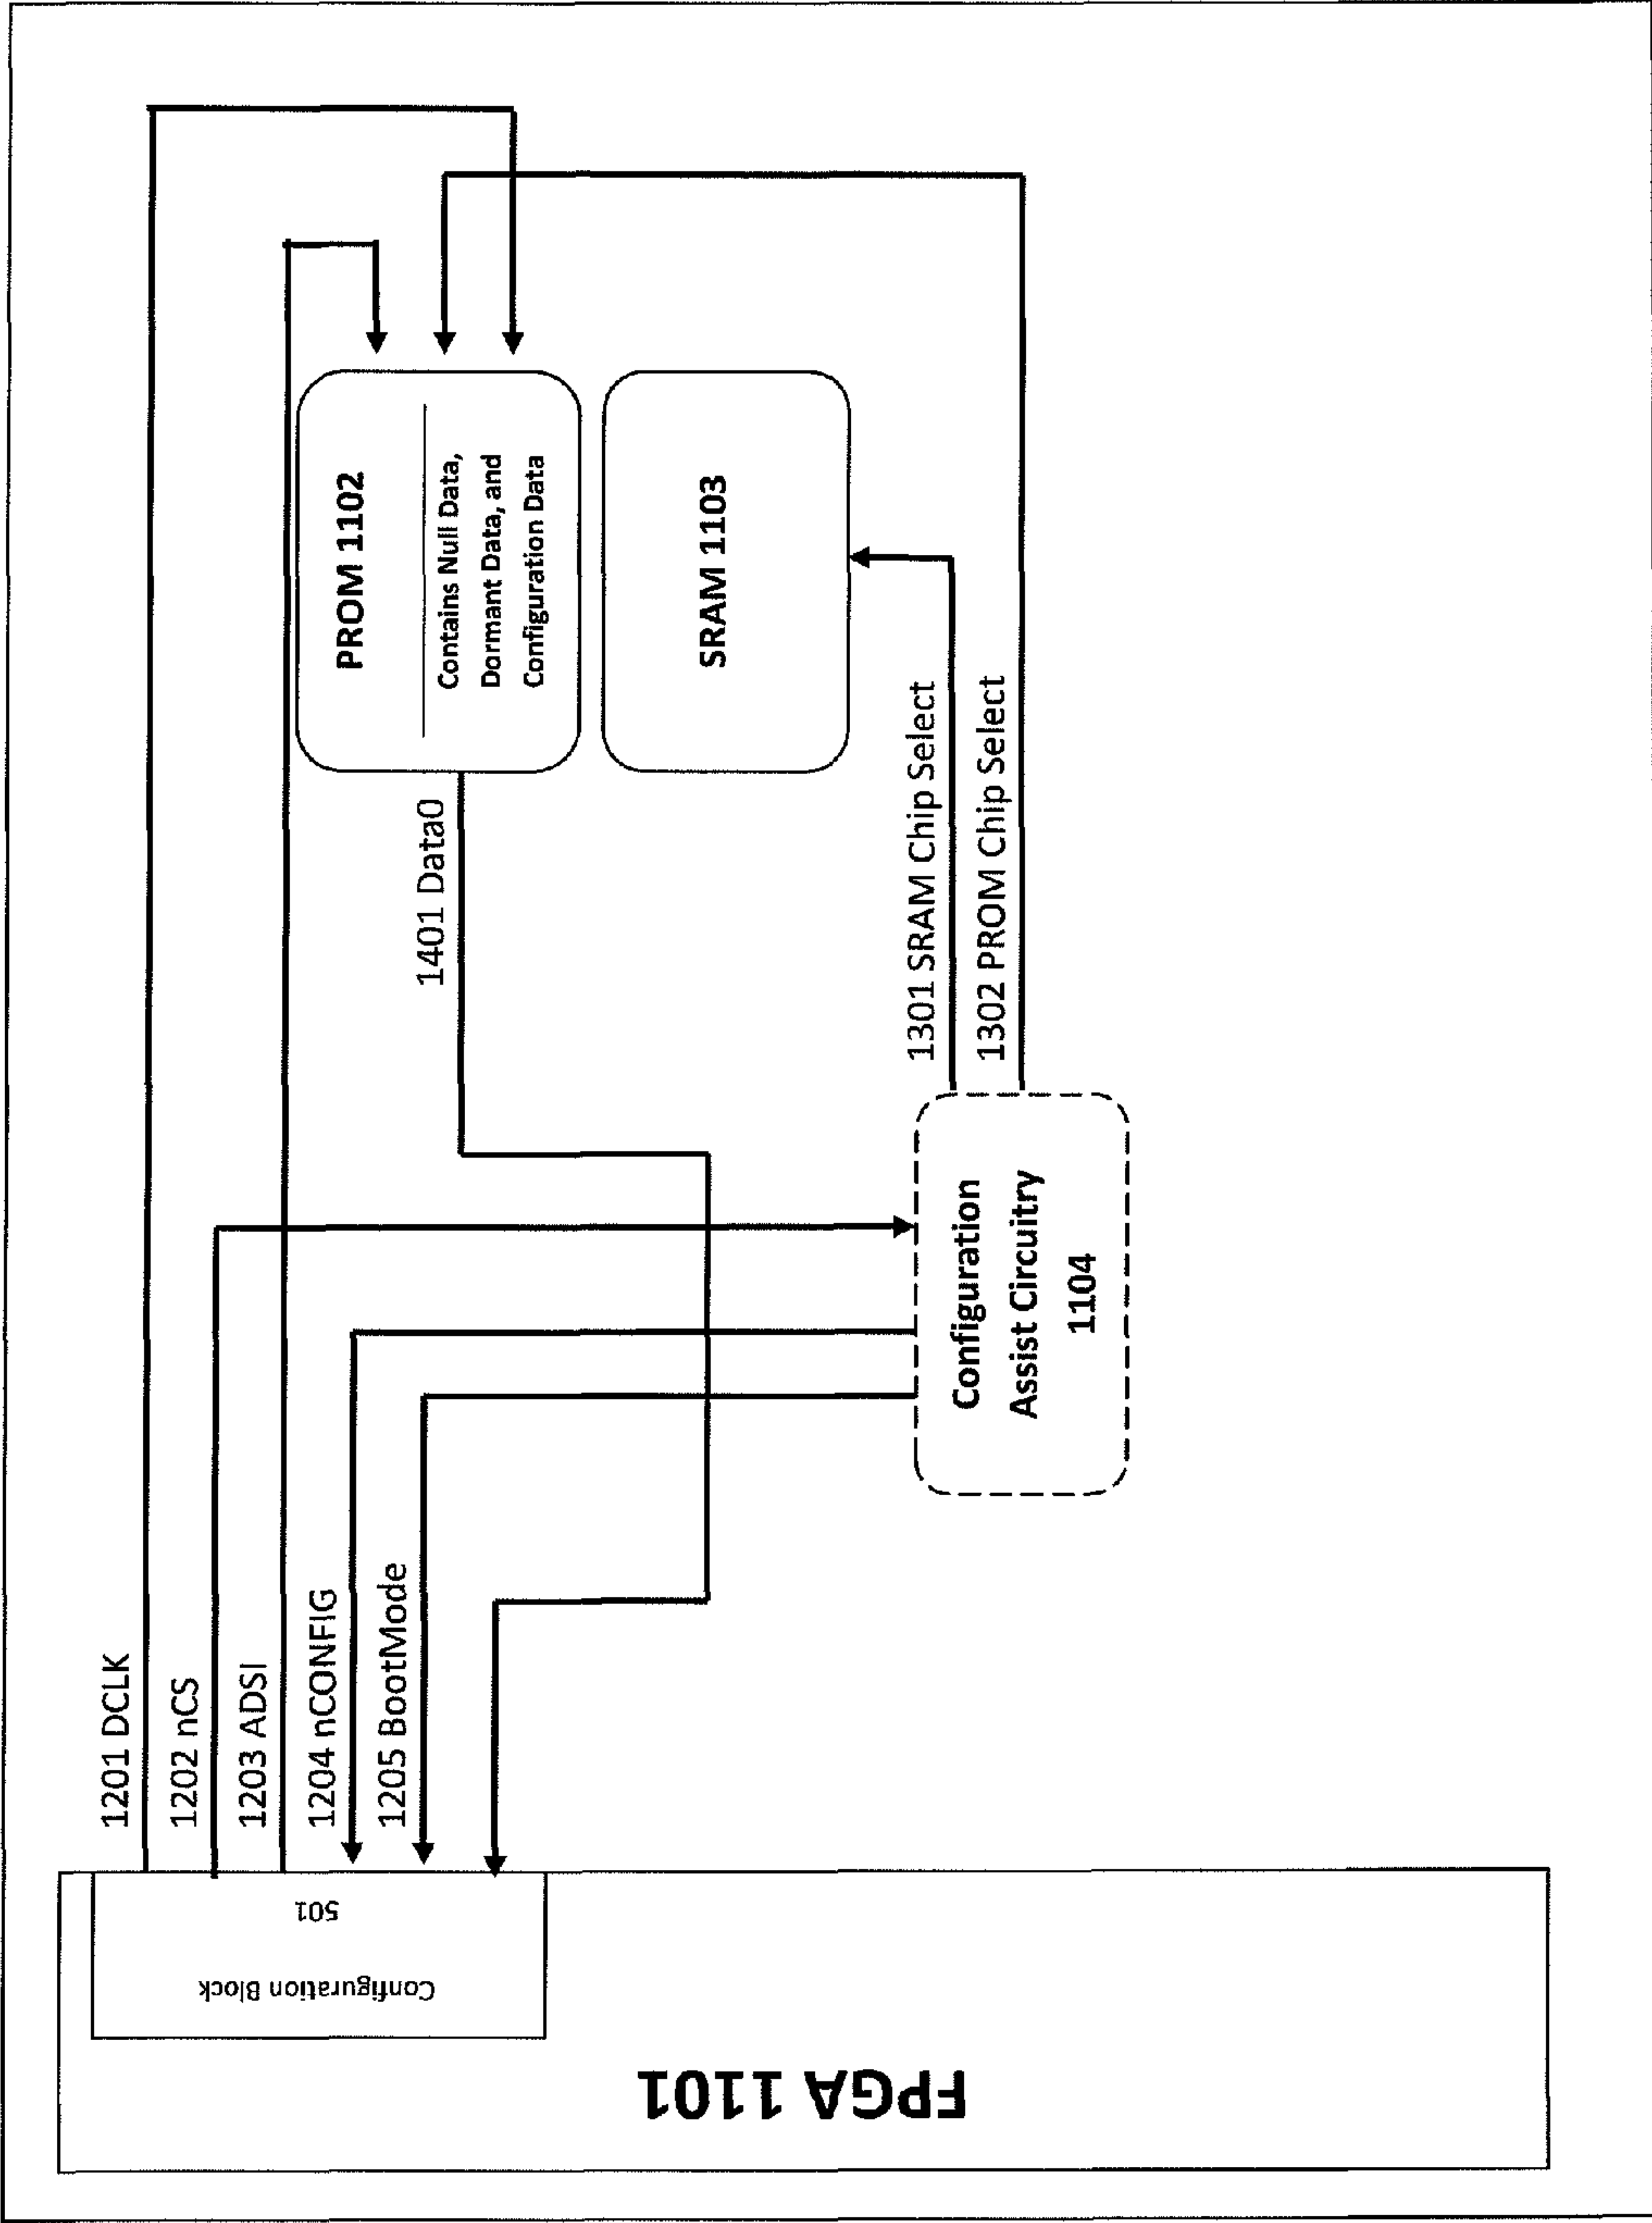 1201 DCLK
1202 nCS
1203 ADSI
1204 nCONFIG
1205 BootMode
501
Configuration Block
FPGA 1101
1401 Data0
PROM 1102
Contains Null Data,
Dormant Data, and
Configuration Data
SRAM 1103
1301 SRAM Chip Select
1302 PROM Chip Select
Configuration
Assist Circuitry
1104